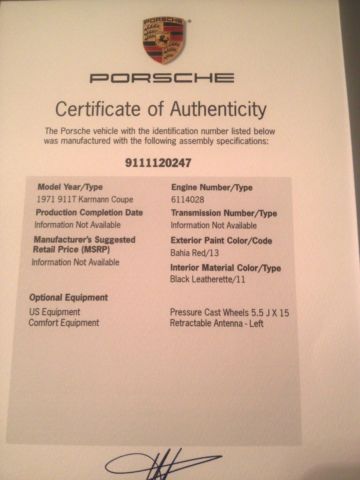 PORSCHE
Certificate of Authenticity
The Porsche vehicle with the identification number listed below
was manufactured with the following assembly specifications:
9111120247
Model Year/Type
1971 911T Karmann Coupe
Production Completion Date
Information Not Available
Manufacturer's Suggested
Retail Price (MSRP)
Information Not Available
Engine Number/Type
6114028
Transmission Number/Type
Information Not Available
Exterior Paint Color/Code
Bahia Red/13
Interior Material Color/Type
Black Leatherette/11
Optional Equipment
US Equipment
Comfort Equipment
Pressure Cast Wheels 5.5 J X 15
Retractable Antenna - Left